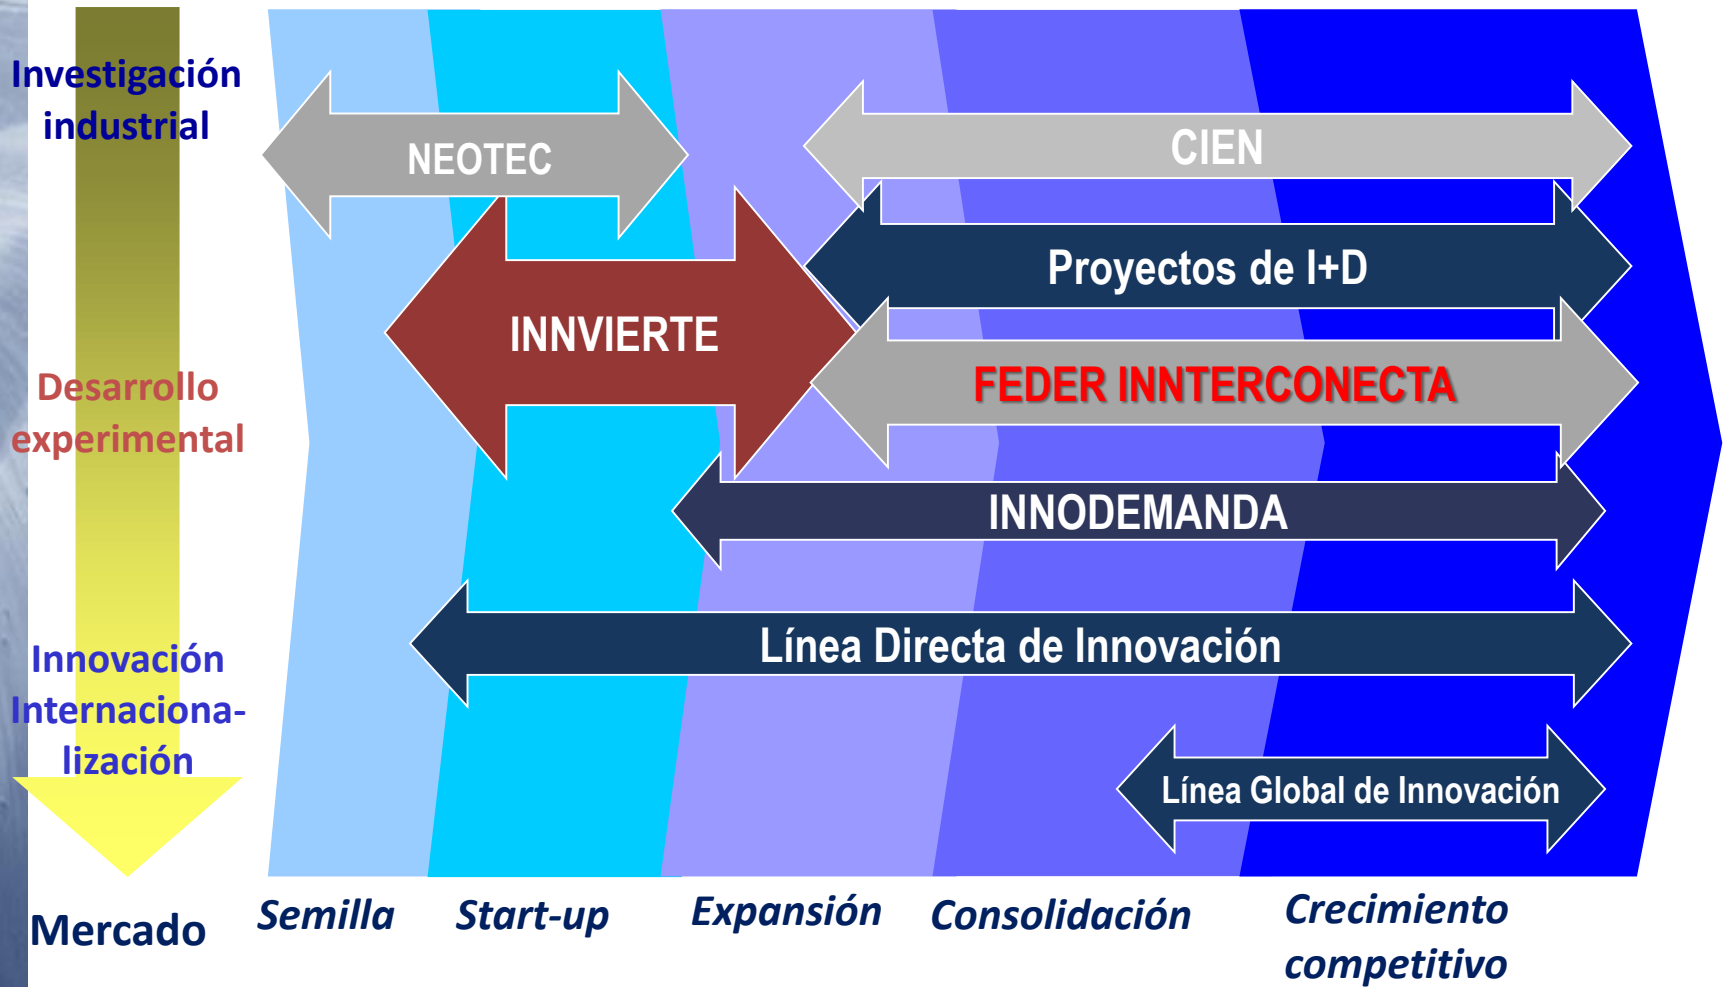 Investigación
industrial
NEOTEC
CIEN
Proyectos de I+D
INNVIERTE
FEDER INNTERCONECTA
Desarrollo
experimental
INNODEMANDA
Línea Directa de Innovación
Innovación
Internaciona-
lización
Línea Global de Innovación
Mercado
Semilla
Start-up
Expansión
Consolidación
Crecimiento
competitivo